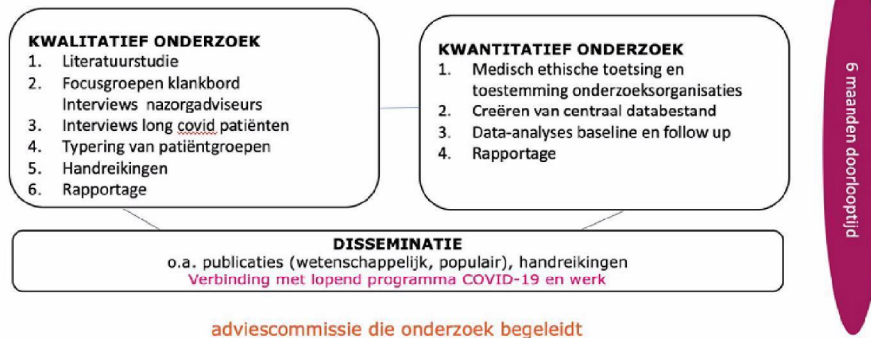 KWALITATIEF ONDERZOEK
1. Literatuurstudie
2. Focusgroepen klankbord
Interviews nazorgadviseurs
3. Interviews long covid patiënten
4. Typering van patiëntgroepen
5. Handreikingen
6. Rapportage
KWANTITATIEF ONDERZOEK
1. Medisch ethische toetsing en
toestemming onderzoeksorganisaties
2. Creëren van centraal databestand
3. Data-analyses baseline en follow up
4. Rapportage
6 maanden doorlooptijd
DISSEMINATIE
o.a. publicaties (wetenschappelijk, populair), handreikingen
Verbinding met lopend programma COVID-19 en werk
adviescommissie die onderzoek begeleidt